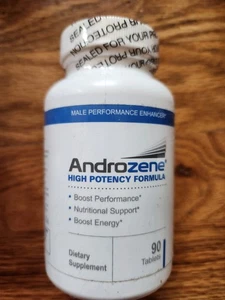 SEALED FOR YOUR P
MALE PERFORMANCE ENHANCER*
Androzene®
HIGH POTENCY FORMULA
• Boost Performance*
• Nutritional Support*
• Boost Energy*
Dietary
Supplement
90
Tablets